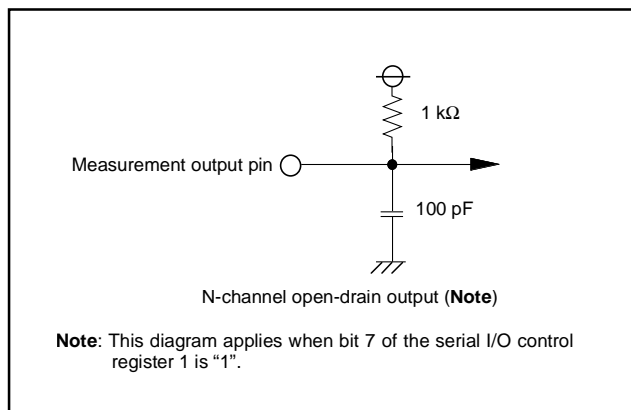 1 kΩ
Measurement output pin
100 pF
N-channel open-drain output (Note)
Note: This diagram applies when bit 7 of the serial I/O control
register 1 is “1”.